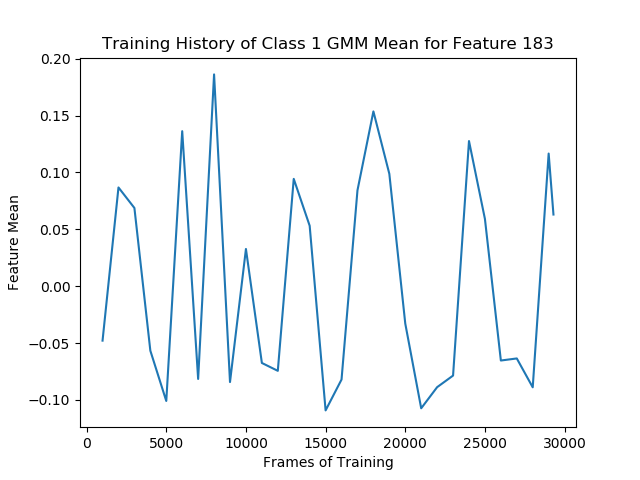 Training History of Class 1 GMM Mean for Feature 183
0.20
0.15
0.10
0.05
0.00
−0.05
−0.10
Feature Mean
0 5000 10000 15000 20000 25000 30000
Frames of Training